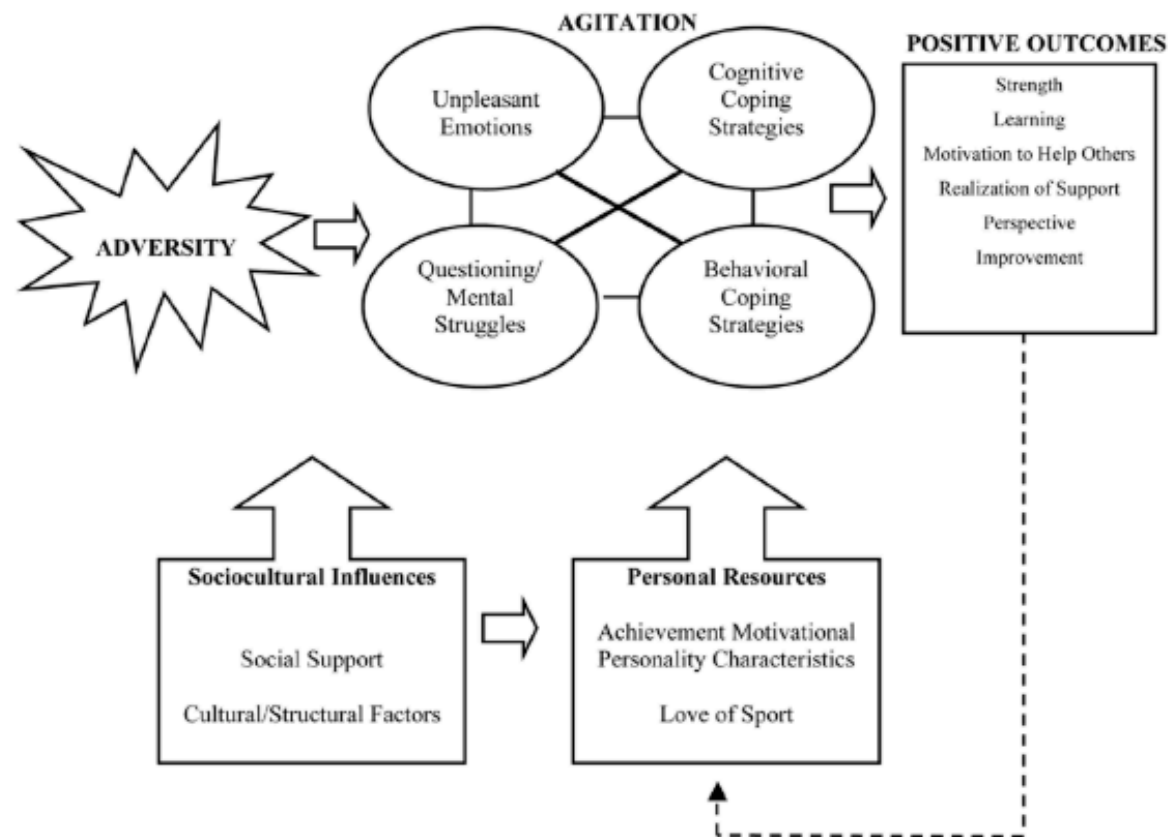 AGITATION
POSITIVE OUTCOMES
Unpleasant
Emotions
Cognitive
Coping
Strategies
Strength
Learning
Motivation to Help Others
Realization of Support
Perspective
Improvement
ADVERSITY
Questioning/
Mental
Struggles
Behavioral
Coping
Strategies
Sociocultural Influences
Social Support
Cultural/Structural Factors
Personal Resources
Achievement Motivational
Personality Characteristics
Love of Sport